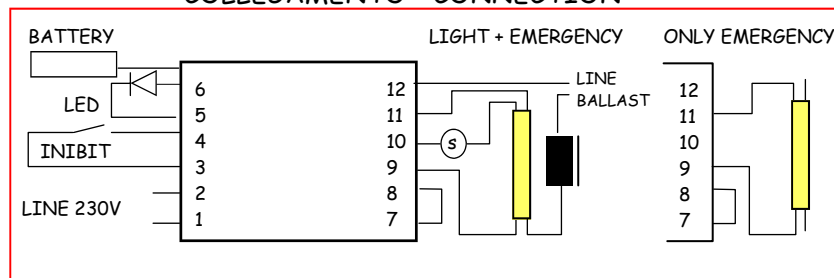 COLLEGAMENTO - CONNECTION
BATTERY
LIGHT + EMERGENCY
ONLY EMERGENCY
LED
INIBIT
LINE 230V
6
5
4
3
2
1
12
11
10
9
8
7
S
LINE
BALLAST
12
11
10
9
8
7